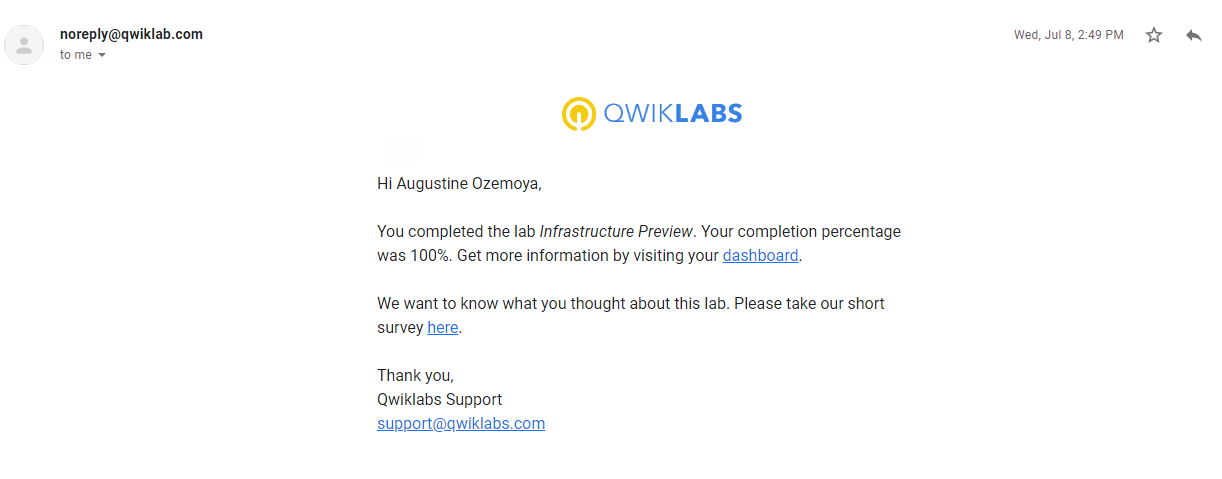 noreply@qwiklab.com
Wed, Jul 8, 2:49 PM
to me
QWIKLABS
Hi Augustine Ozemoya,
You completed the lab Infrastructure Preview. Your completion percentage
was 100%. Get more information by visiting your dashboard.
We want to know what you thought about this lab. Please take our short
survey here.
Thank you,
Qwiklabs Support
support@qwiklabs.com